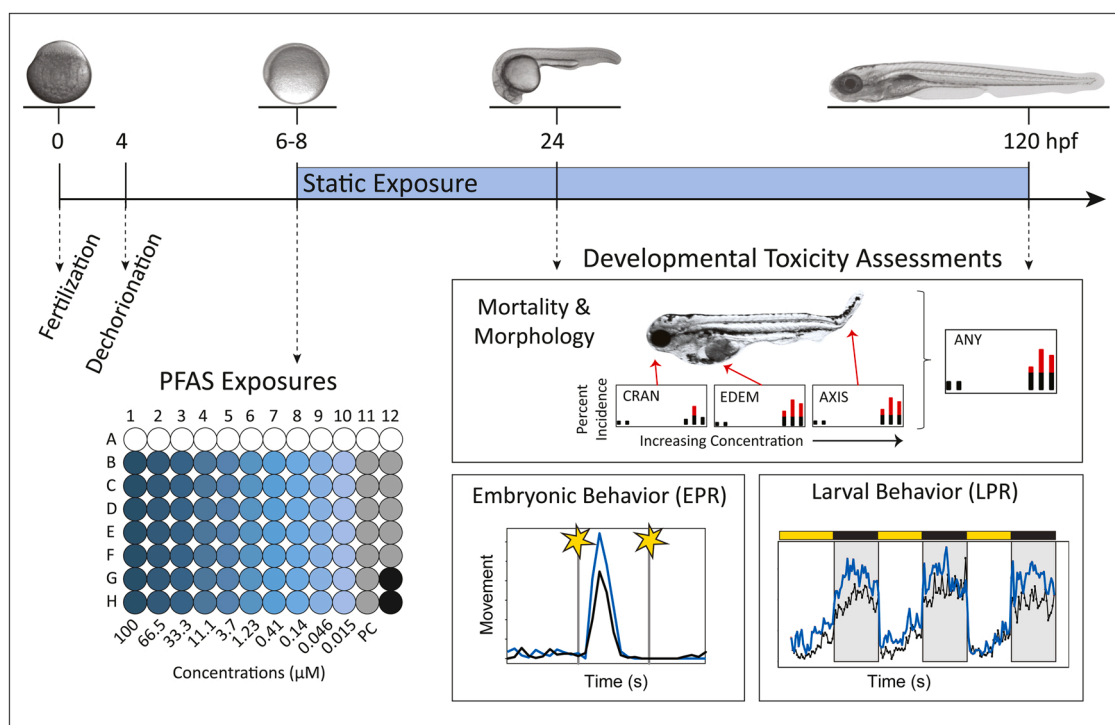 0 4 6-8 24 120 hpf
Static Exposure
Fertilization
Dechorionation
Developmental Toxicity Assessments
Mortality &
Morphology
Percent
Incidence
CRAN
EDEM
AXIS
ANY
Increasing Concentration
PFAS Exposures
1 2 3 4 5 6 7 8 9 10 11 12
A
B
C
D
E
F
G
H
100 66.5 33.3 11.1 3.7 1.23 0.41 0.14 0.046 0.015 PC
Concentrations (µM)
Embryonic Behavior (EPR)
Movement
Time (s)
Larval Behavior (LPR)
Time (s)